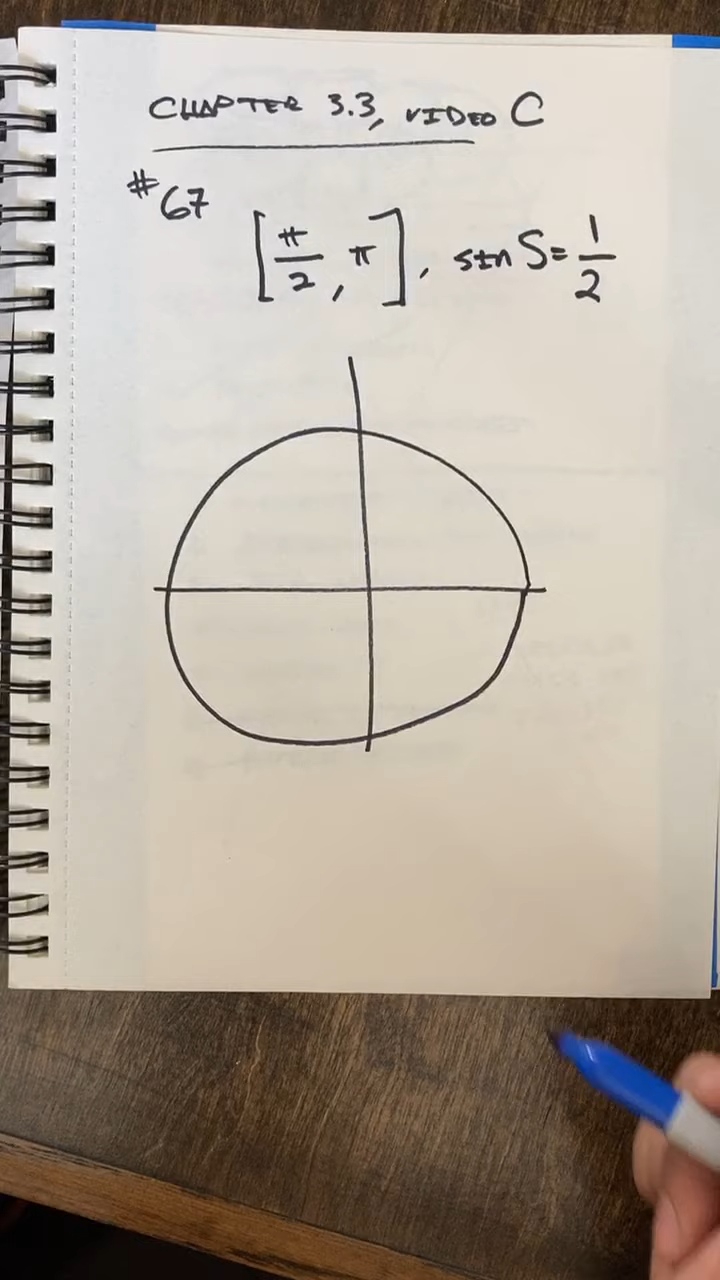 CHAPTER 3.3, VIDEO C
#67 [π/2, π], sin S = 1/2